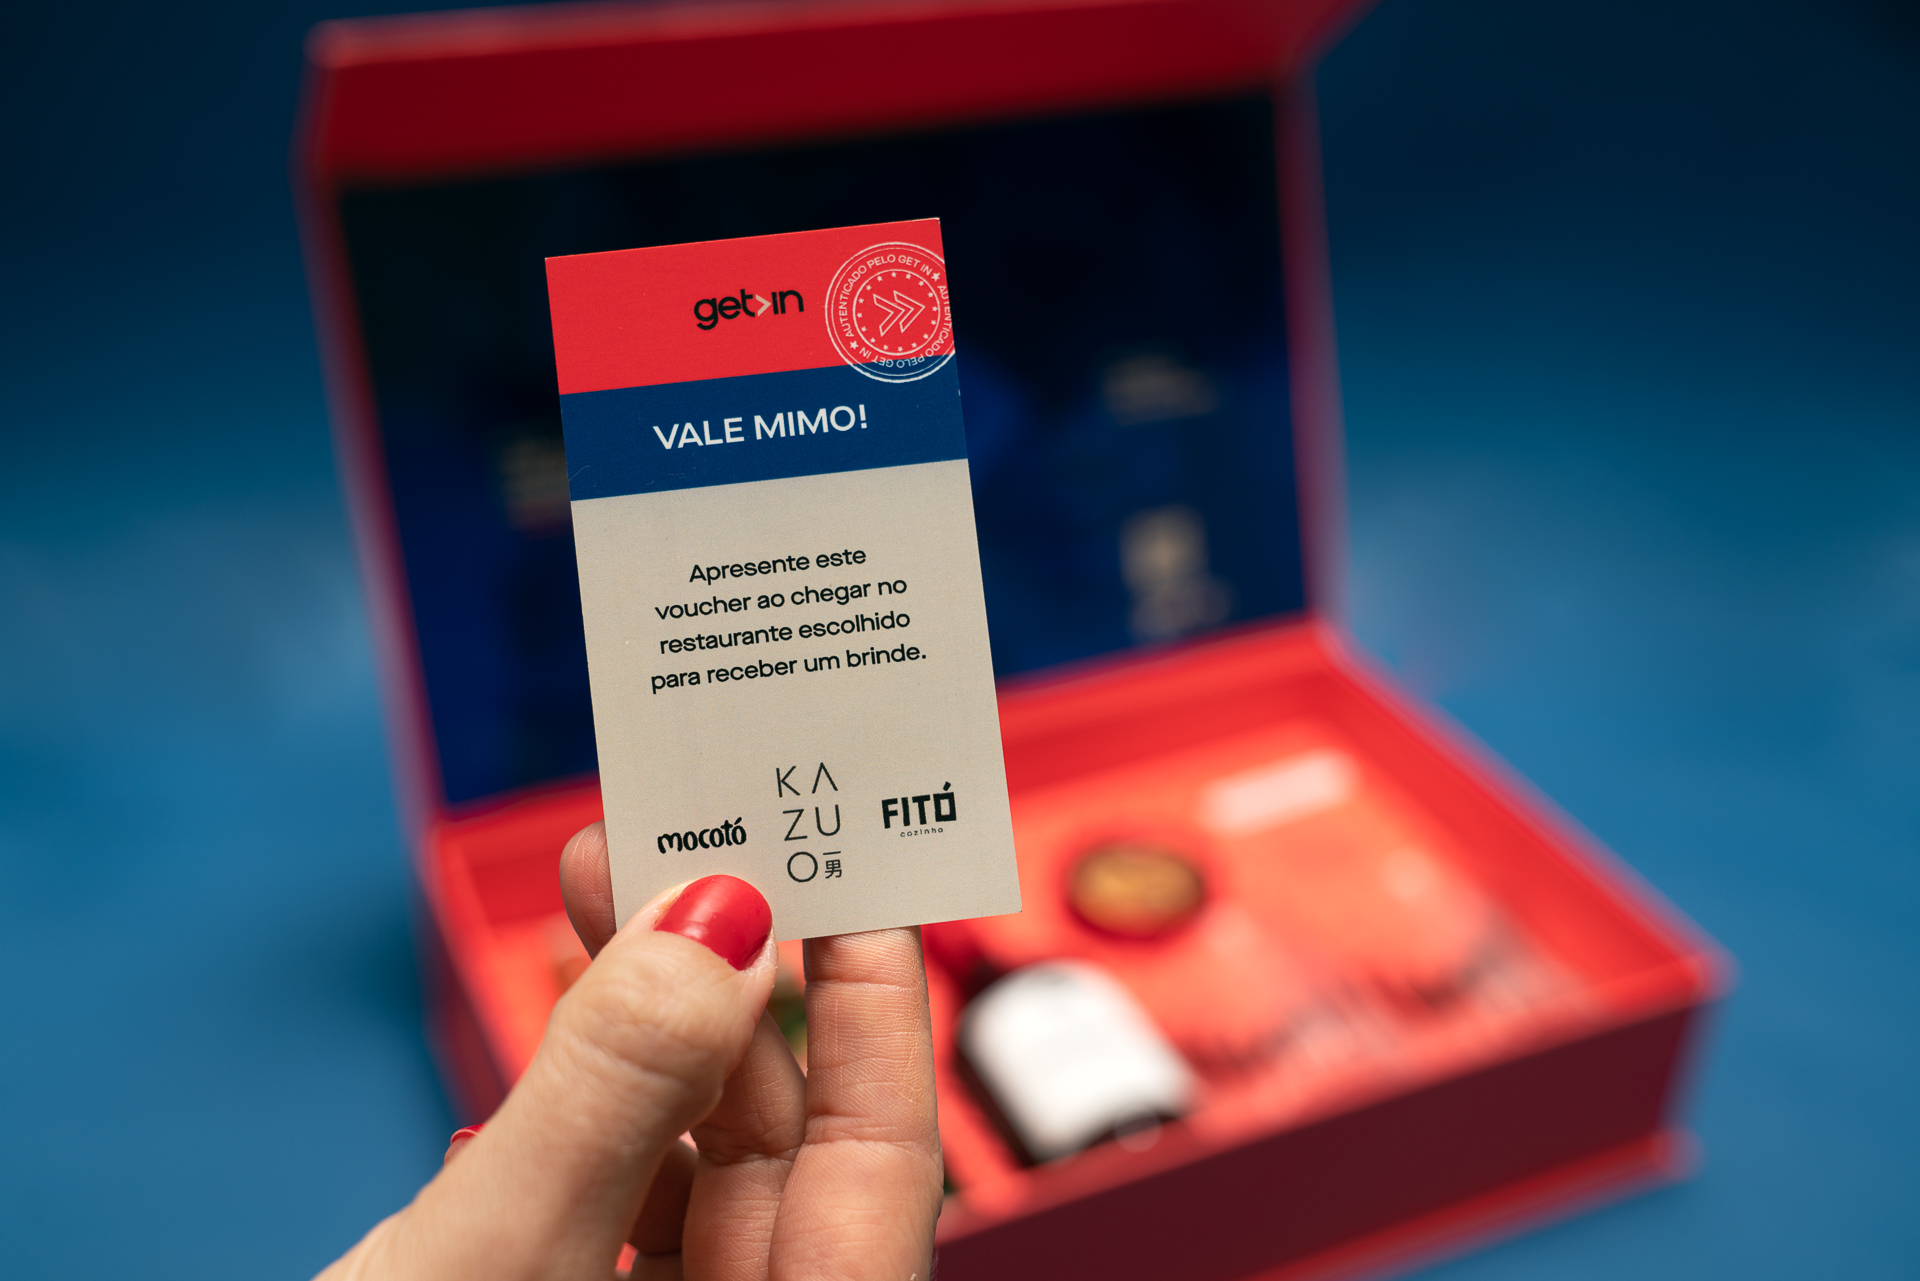 get>in
AUTENTICADO PELO GET IN ★ AUTENTICADO PELO GET IN ★
VALE MIMO!
Apresente este
voucher ao chegar no
restaurante escolhido
para receber um brinde.
mocotó
KA
ZU
O一男
FITÓ
cozinha